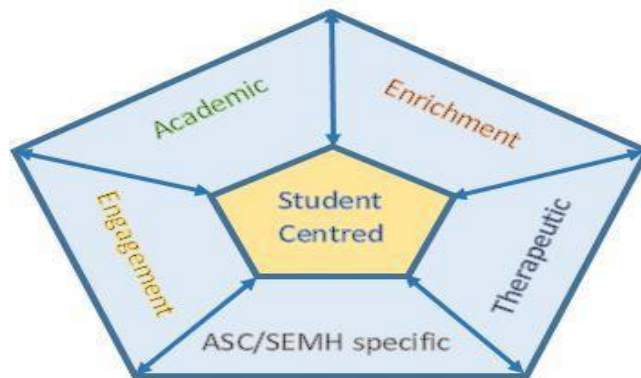 Academic
Enrichment
Engagement
Student
Centred
Therapeutic
ASC/SEMH specific